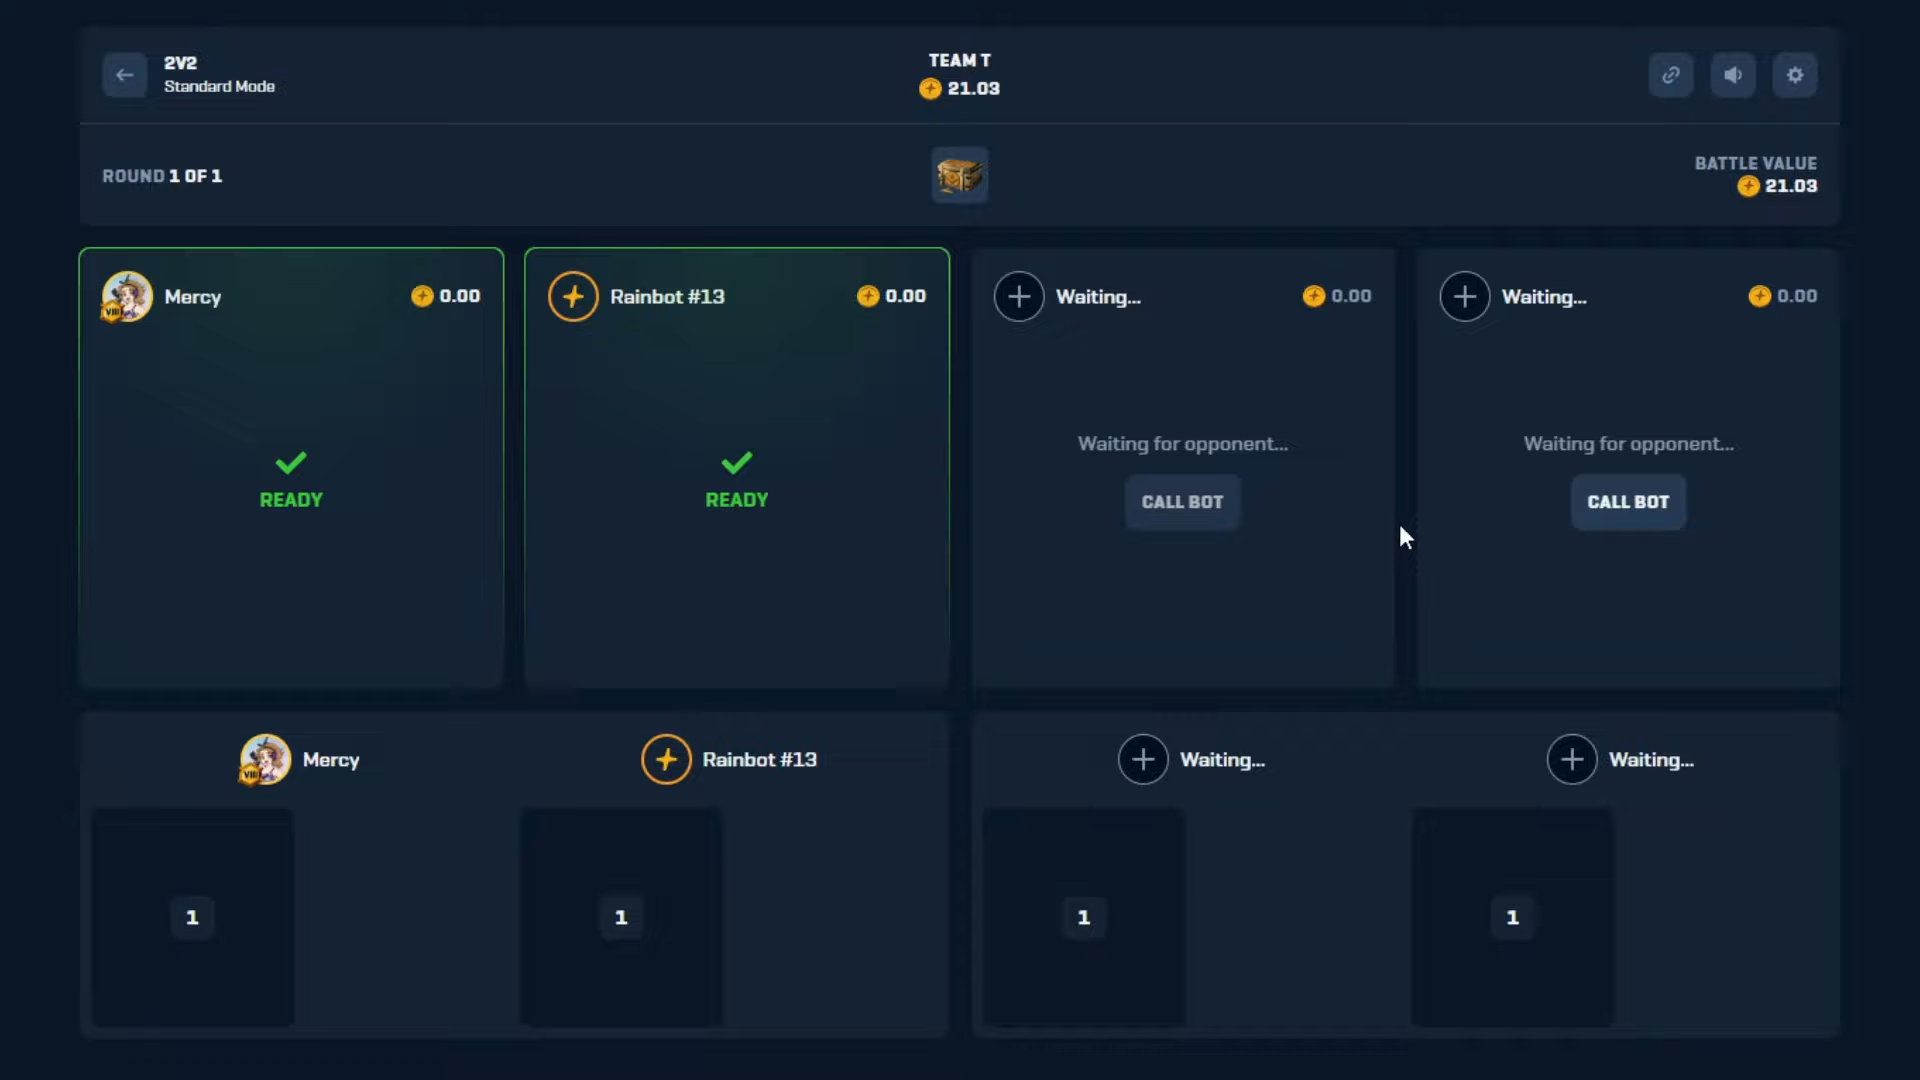 2V2
Standard Mode
TEAM T
21.03
ROUND 1 OF 1
BATTLE VALUE
21.03
Mercy
0.00
Rainbot #13
0.00
Waiting...
0.00
Waiting...
0.00
READY
READY
Waiting for opponent...
CALL BOT
Waiting for opponent...
CALL BOT
Mercy
Rainbot #13
Waiting...
Waiting...
1
1
1
1